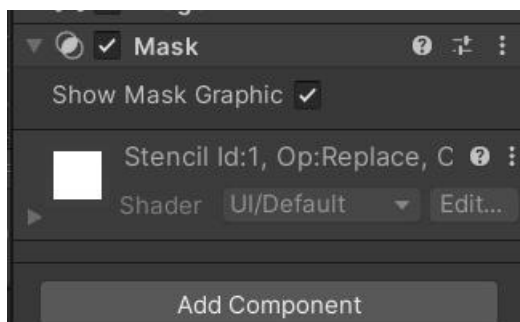 Mask
Show Mask Graphic
Stencil Id:1, Op:Replace, C
Shader UI/Default Edit...
Add Component